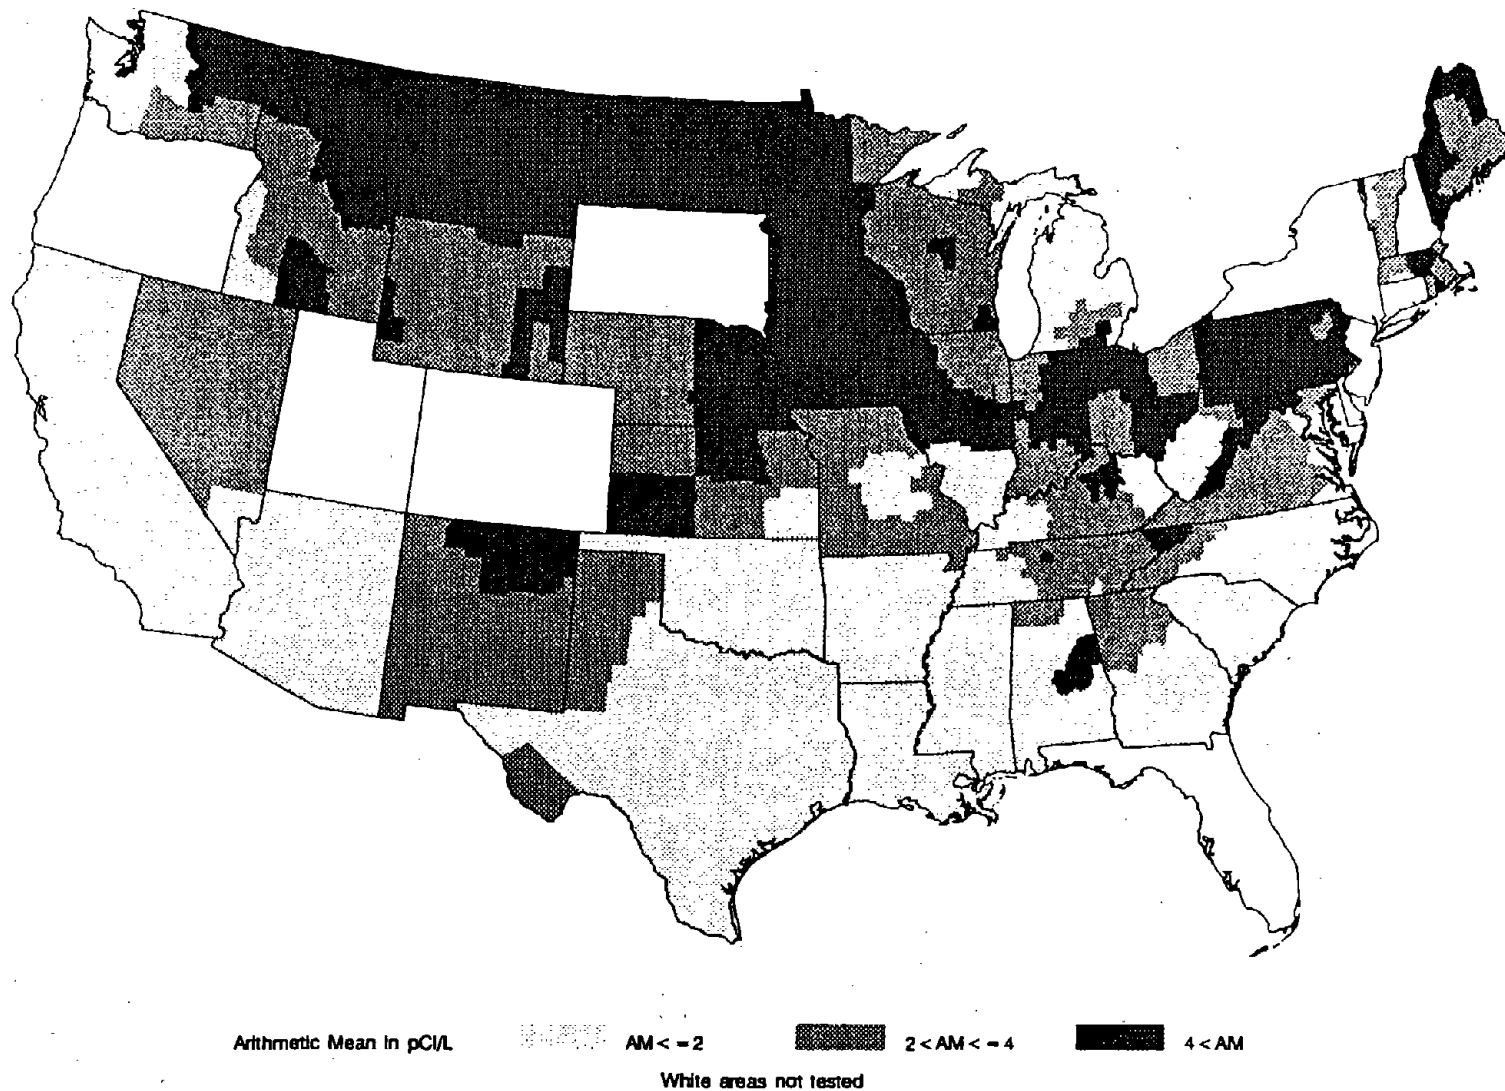 Arithmetic Mean in pCi/L AM < = 2 2 < AM < = 4 4 < AM
White areas not tested